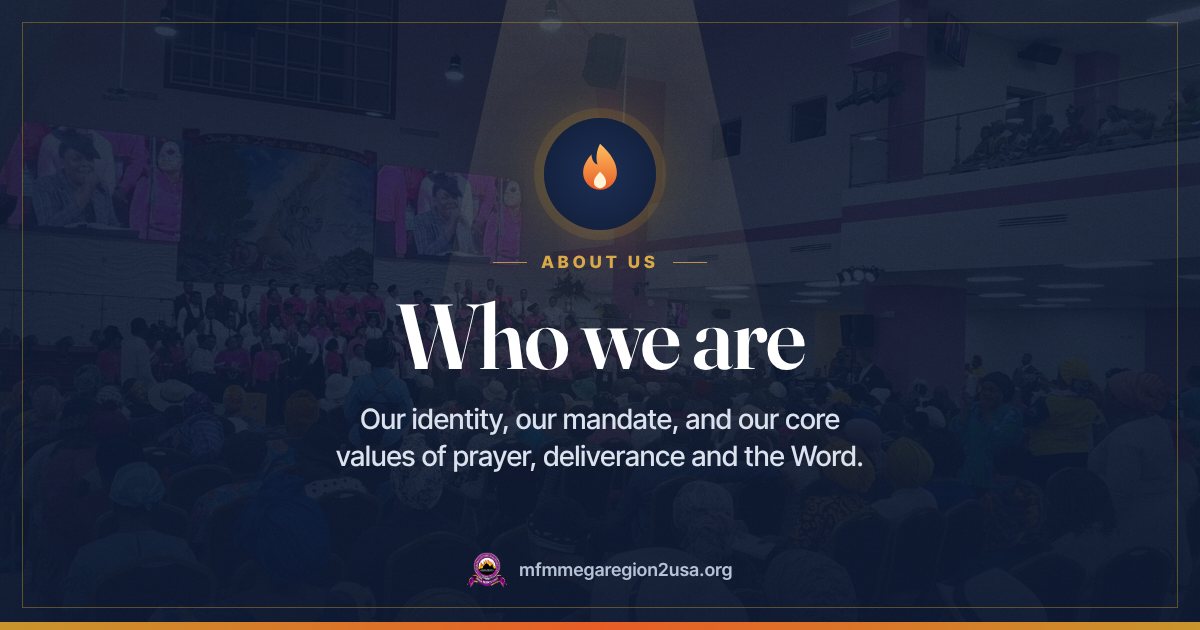 ABOUT US
Who we are
Our identity, our mandate, and our core
values of prayer, deliverance and the Word.
mfmmegaregion2usa.org